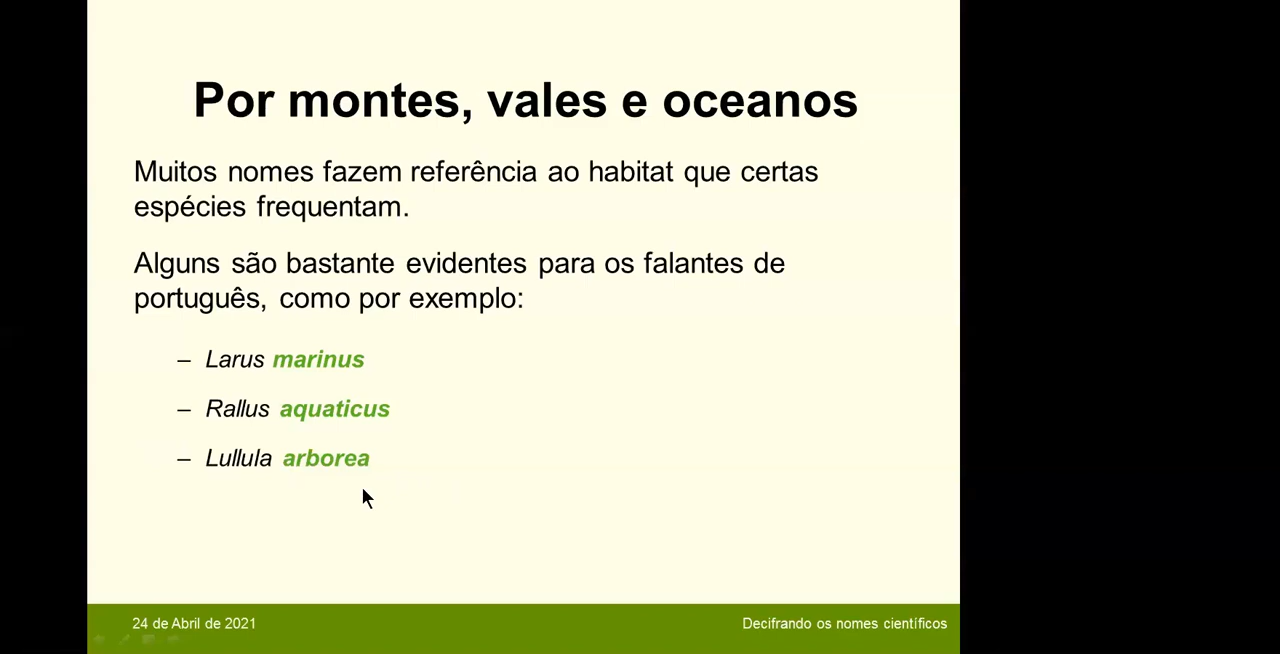 Por montes, vales e oceanos
Muitos nomes fazem referência ao habitat que certas
espécies frequentam.
Alguns são bastante evidentes para os falantes de
português, como por exemplo:
– Larus marinus
– Rallus aquaticus
– Lullula arborea
24 de Abril de 2021
Decifrando os nomes científicos